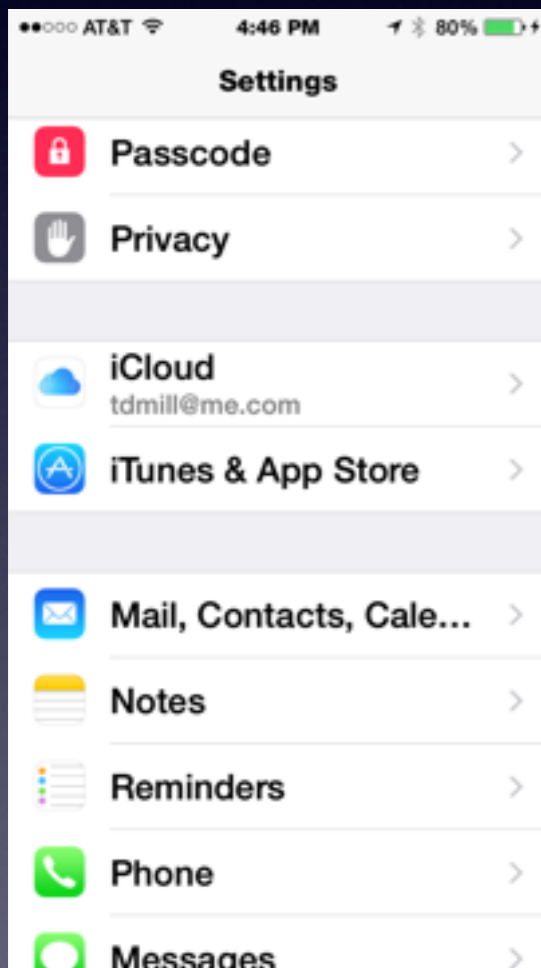 AT&T 4:46 PM 80%
Settings
Passcode
Privacy
iCloud
tdmill@me.com
iTunes & App Store
Mail, Contacts, Cale...
Notes
Reminders
Phone
Messages